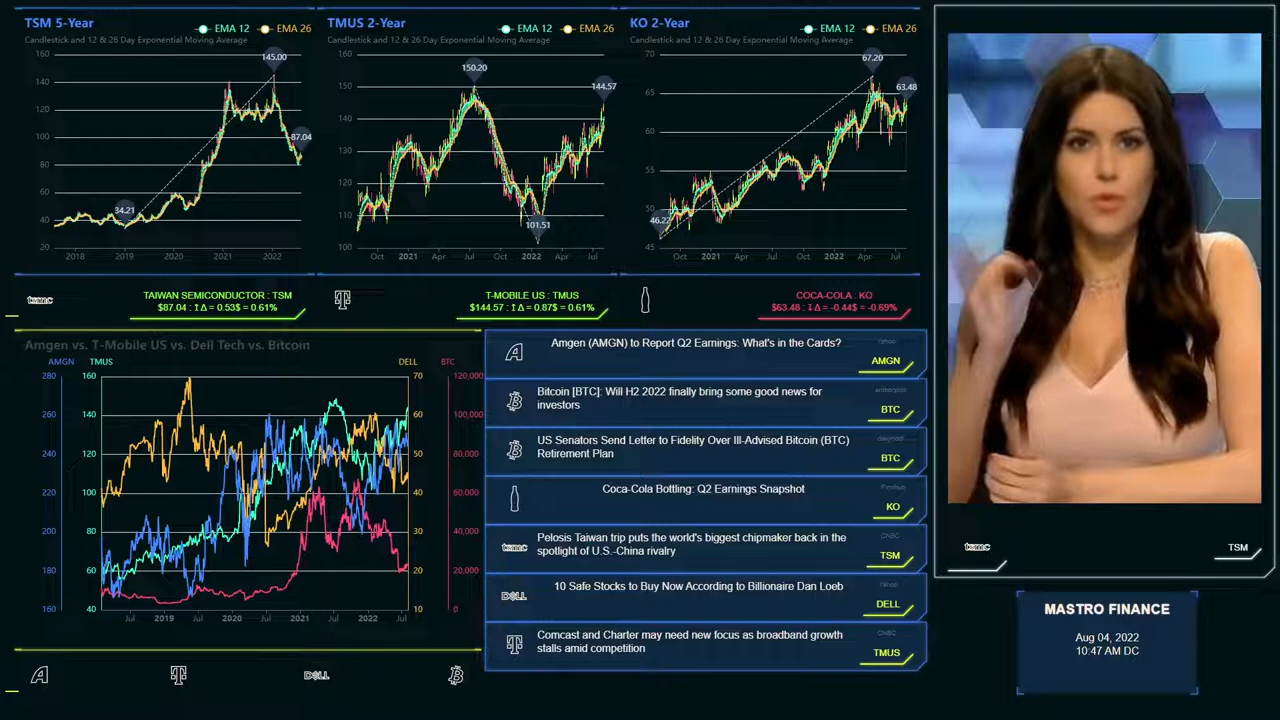 TSM 5-Year
EMA 12
EMA 26
Candlestick and 12 & 26 Day Exponential Moving Average
160
140
120
100
80
60
40
20
145.00
87.04
34.21
2018
2019
2020
2021
2022
TMUS 2-Year
EMA 12
EMA 26
Candlestick and 12 & 26 Day Exponential Moving Average
160
150
140
130
120
110
100
150.20
144.57
101.51
Oct
2021
Apr
Jul
Oct
2022
Apr
Jul
KO 2-Year
EMA 12
EMA 26
Candlestick and 12 & 26 Day Exponential Moving Average
70
65
60
55
50
45
67.20
63.48
46.22
Oct
2021
Apr
Jul
Oct
2022
Apr
Jul
tsmc
TAIWAN SEMICONDUCTOR : TSM
$87.04 : ↥ Δ = 0.53$ = 0.61%
T-MOBILE US : TMUS
$144.57 : ↥ Δ = 0.87$ = 0.61%
COCA-COLA : KO
$63.48 : ↧ Δ = -0.44$ = -0.69%
Amgen vs. T-Mobile US vs. Dell Tech vs. Bitcoin
AMGN
TMUS
DELL
BTC
280
260
240
220
200
180
160
160
140
120
100
80
60
40
70
60
50
40
30
20
10
120,000
100,000
80,000
60,000
40,000
20,000
0
Jul
2019
Jul
2020
Jul
2021
Jul
2022
Jul
DELL
Amgen (AMGN) to Report Q2 Earnings: What's in the Cards?
Yahoo
AMGN
Bitcoin [BTC]: Will H2 2022 finally bring some good news for
investors
BTC
US Senators Send Letter to Fidelity Over Ill-Advised Bitcoin (BTC)
Retirement Plan
BTC
Coca-Cola Bottling: Q2 Earnings Snapshot
Finnhub
KO
tsmc
Pelosis Taiwan trip puts the world's biggest chipmaker back in the
spotlight of U.S.-China rivalry
CNBC
TSM
DELL
10 Safe Stocks to Buy Now According to Billionaire Dan Loeb
Yahoo
DELL
Comcast and Charter may need new focus as broadband growth
stalls amid competition
CNBC
TMUS
tsmc
TSM
MASTRO FINANCE
Aug 04, 2022
10:47 AM DC